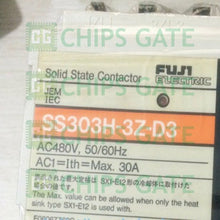 CHIPS GATE
Solid State Contactor
FUJI
ELECTRIC
JEM
IEC
SS303H-3Z-D3
AC480V, 50/60Hz
AC1=Ith=Max. 30A
The Max value can be allowed only when the heat
sink type SX1-E12 is used.